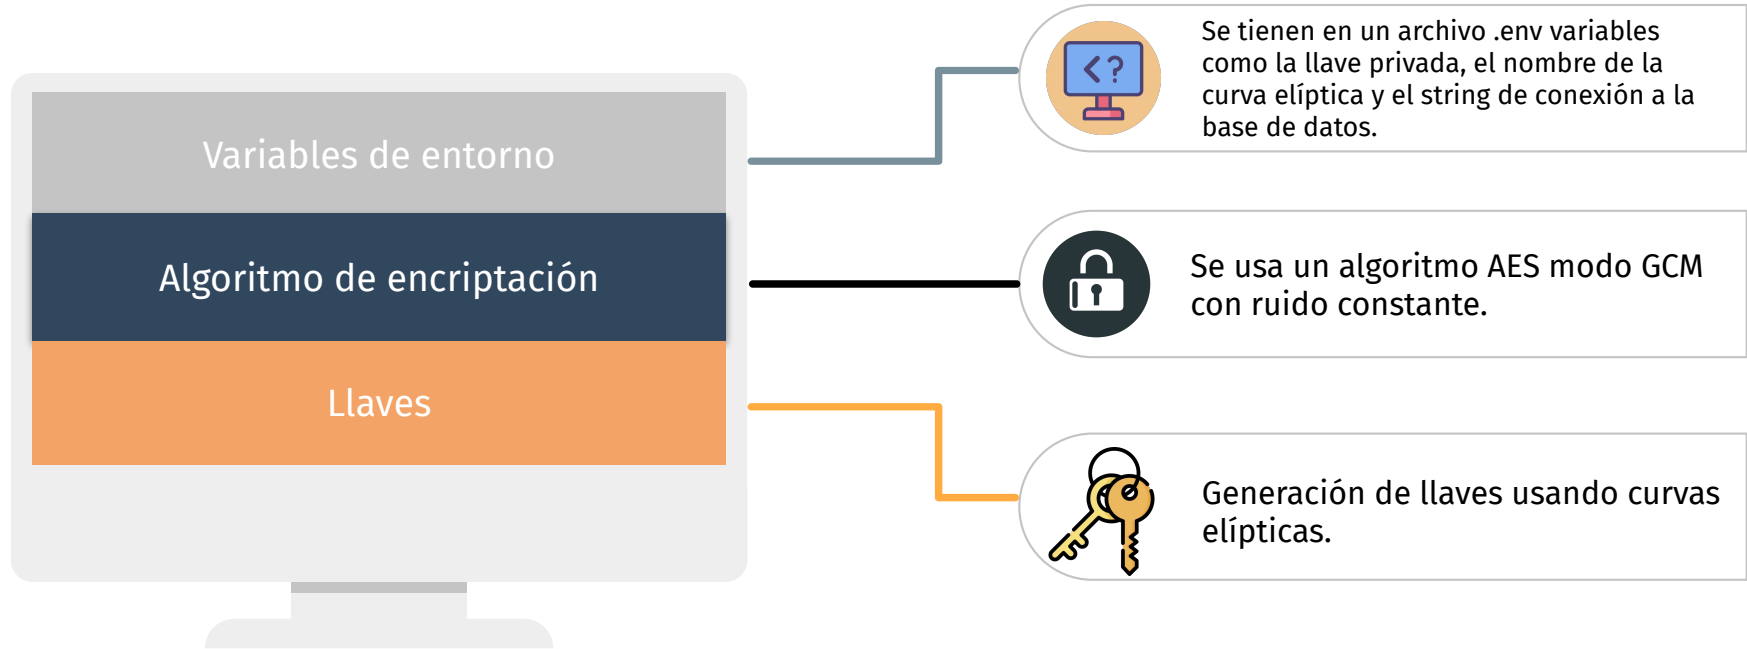 Variables de entorno
Algoritmo de encriptación
Llaves
<?
Se tienen en un archivo .env variables
como la llave privada, el nombre de la
curva elíptica y el string de conexión a la
base de datos.
Se usa un algoritmo AES modo GCM
con ruido constante.
Generación de llaves usando curvas
elípticas.